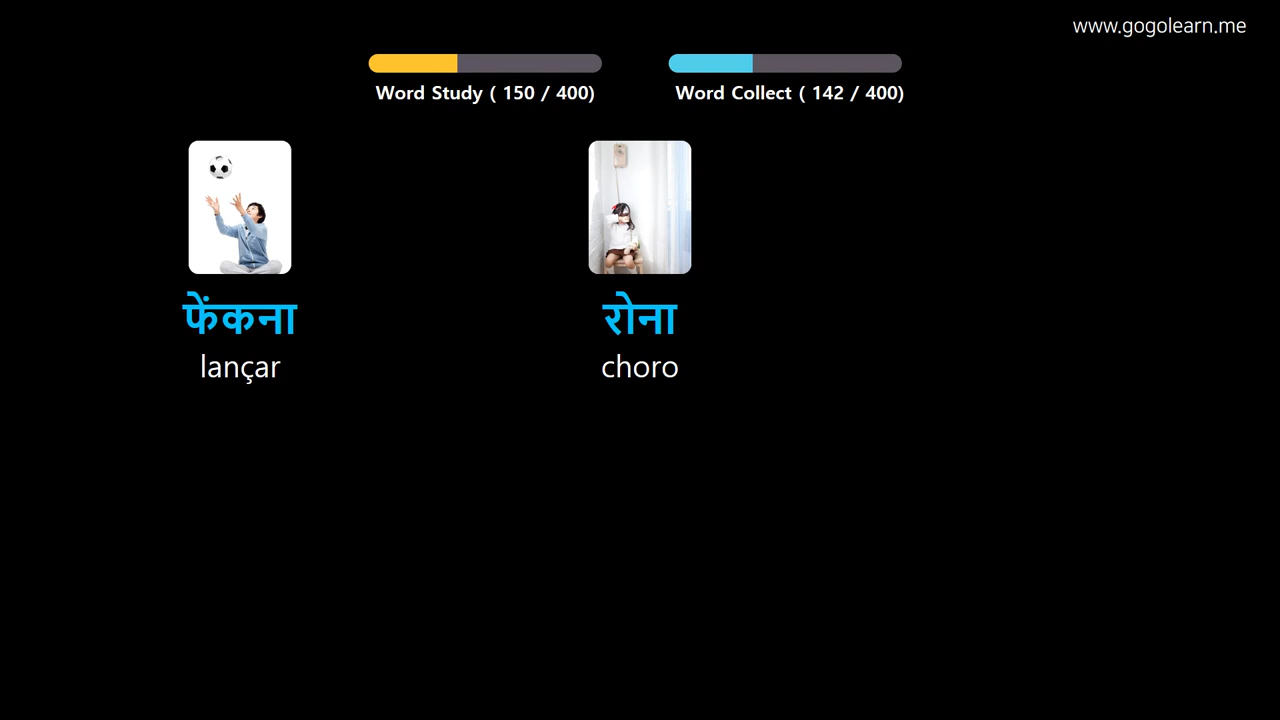 www.gogolearn.me
Word Study ( 150 / 400)
Word Collect ( 142 / 400)
फेंकना
lançar
रोना
choro